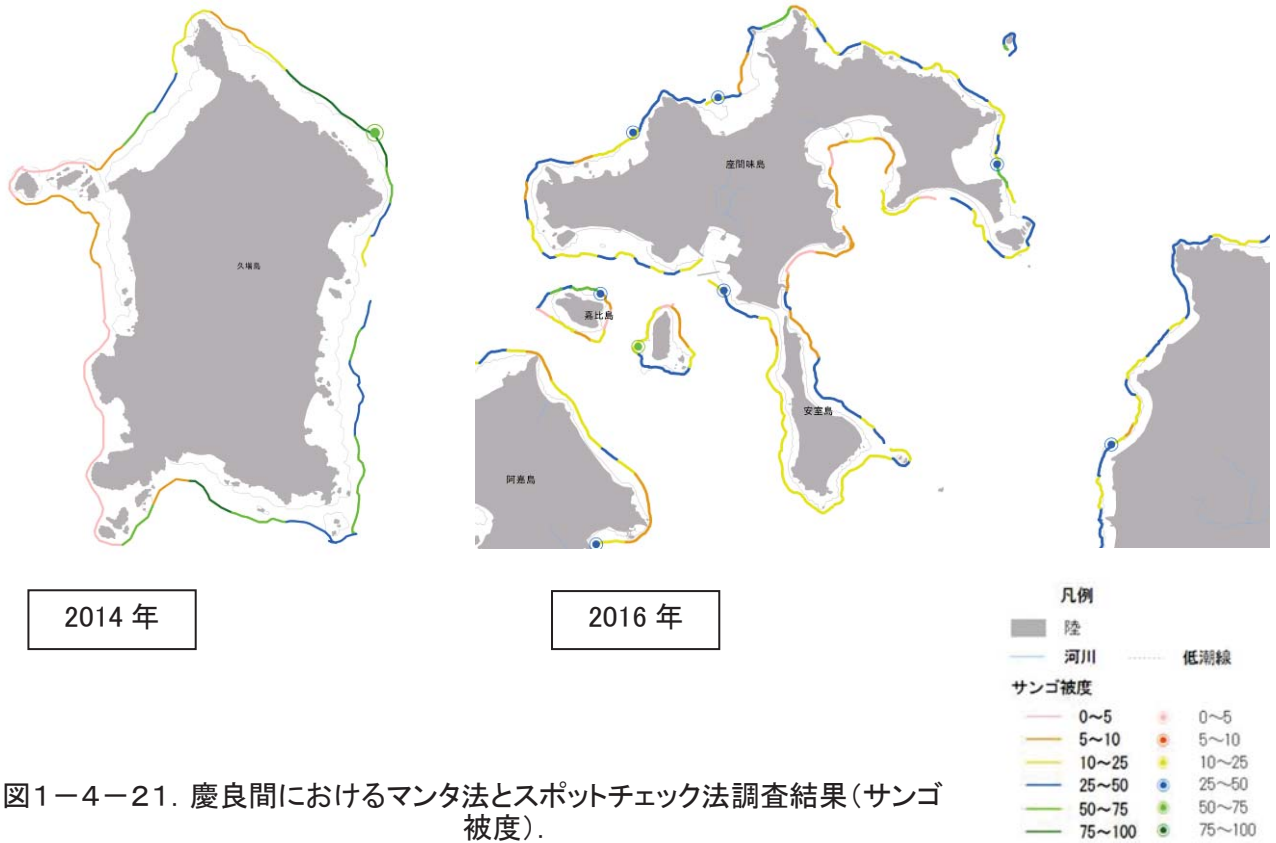 久場島
座間味島
嘉比島
安室島
阿嘉島
2014 年
2016 年
凡例
陸
河川 低潮線
サンゴ被度
0～5 0～5
5～10 5～10
10～25 10～25
25～50 25～50
50～75 50～75
75～100 75～100
図1－4－21. 慶良間におけるマンタ法とスポットチェック法調査結果(サンゴ
被度).